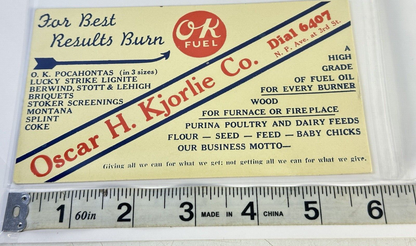 For Best
Results Burn
OK
FUEL
Dial 6407
N. P. Ave. at 3rd St.
Oscar H. Kjorlie Co.
O. K. POCAHONTAS (in 3 sizes)
LUCKY STRIKE LIGNITE
BERWIND, STOTT & LEHIGH
BRIQUETS
STOKER SCREENINGS
MONTANA
SPLINT
COKE
A
HIGH
GRADE
OF FUEL OIL
FOR EVERY BURNER
WOOD
FOR FURNACE OR FIREPLACE
PURINA POULTRY AND DAIRY FEEDS
FLOUR — SEED — FEED — BABY CHICKS
OUR BUSINESS MOTTO—
Giving all we can for what we get; not getting all we can for what we give.
1 60in 2 3 MADE IN 4 CHINA 5 6